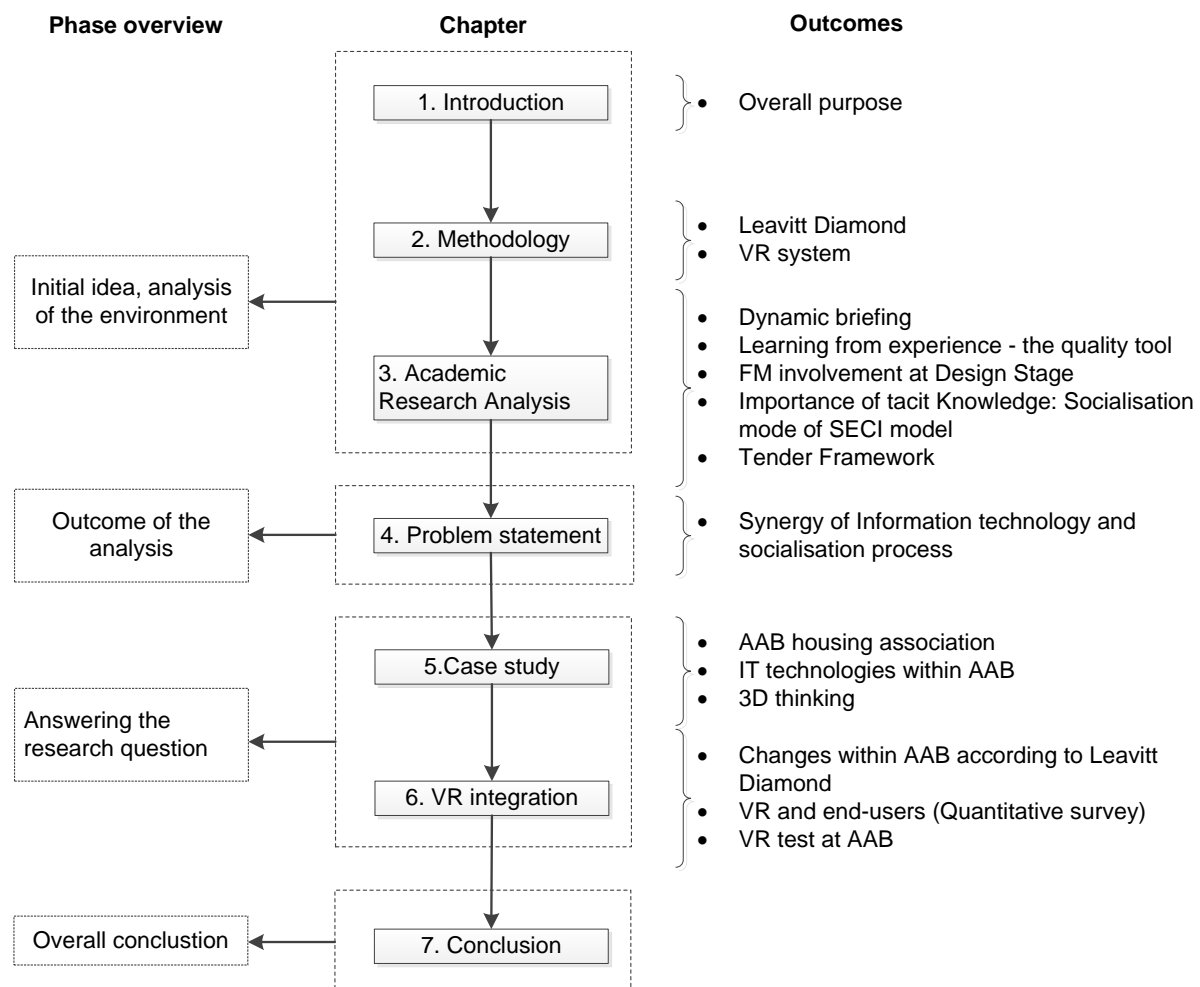 Phase overview
Chapter
Outcomes
1. Introduction
Overall purpose
2. Methodology
Leavitt Diamond
VR system
Initial idea, analysis
of the environment
3. Academic
Research Analysis
Dynamic briefing
Learning from experience - the quality tool
FM involvement at Design Stage
Importance of tacit Knowledge: Socialisation
mode of SECI model
Tender Framework
Outcome of the
analysis
4. Problem statement
Synergy of Information technology and
socialisation process
Answering the
research question
5.Case study
AAB housing association
IT technologies within AAB
3D thinking
6. VR integration
Changes within AAB according to Leavitt
Diamond
VR and end-users (Quantitative survey)
VR test at AAB
Overall conclustion
7. Conclusion